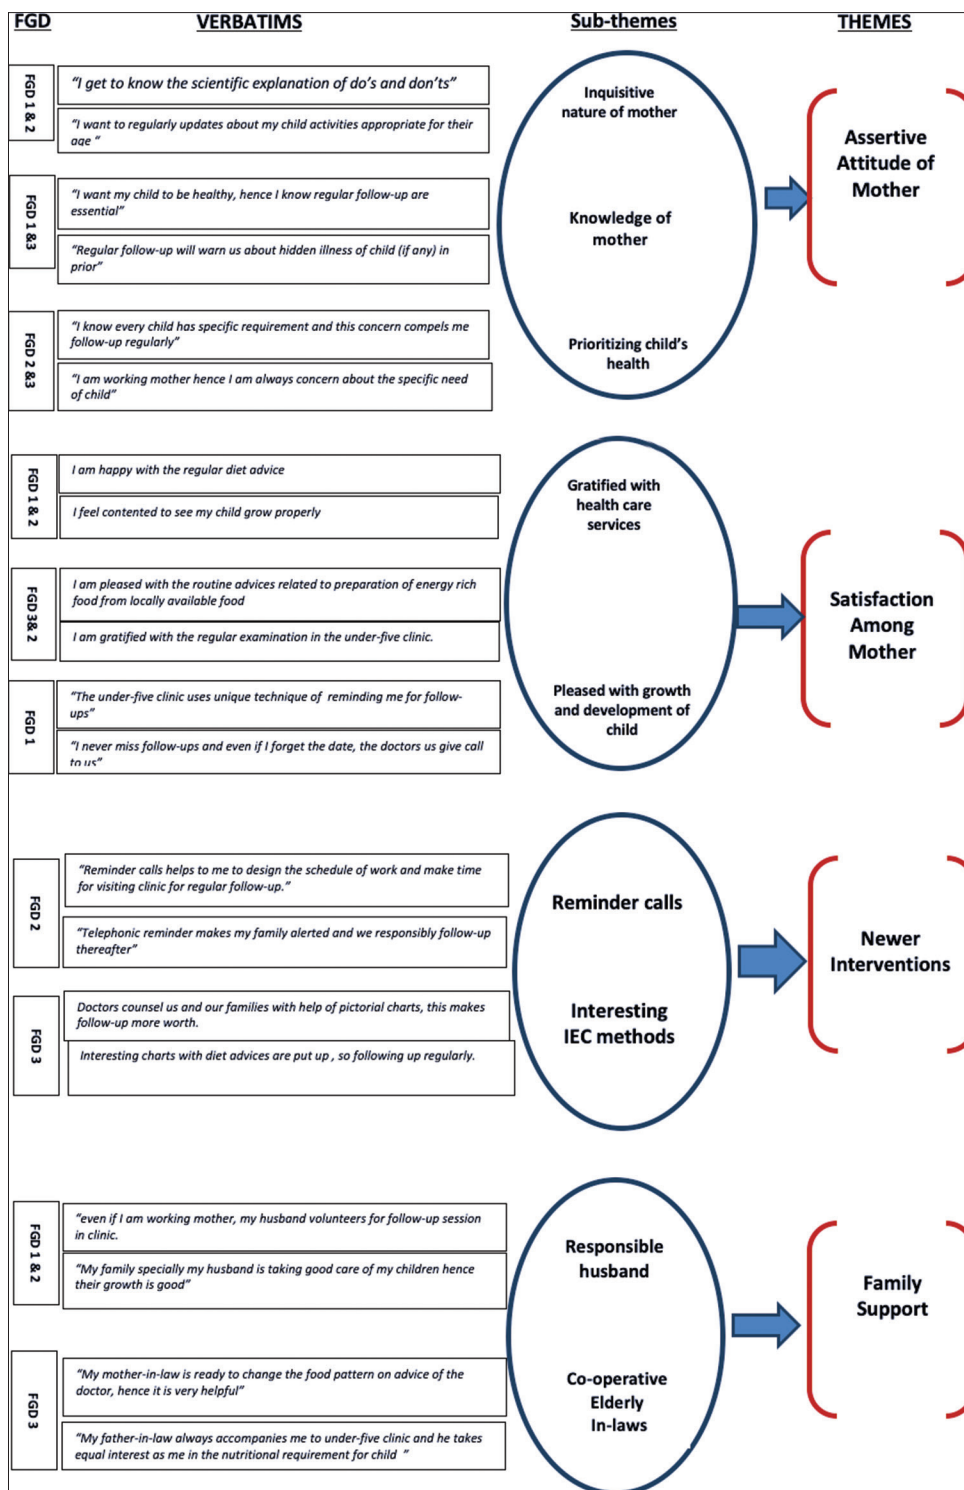 FGD
VERBATIMS
Sub-themes
THEMES
FGD 1 & 2
“I get to know the scientific explanation of do’s and don’ts”
“I want to regularly updates about my child activities appropriate for their
age “
Inquisitive
nature of mother
FGD 1 &3
“I want my child to be healthy, hence I know regular follow-up are
essential”
“Regular follow-up will warn us about hidden illness of child (if any) in
prior”
Knowledge of
mother
FGD 2 &3
“I know every child has specific requirement and this concern compels me
follow-up regularly”
“I am working mother hence I am always concern about the specific need
of child”
Prioritizing child’s
health
Assertive
Attitude of
Mother
FGD 1 & 2
I am happy with the regular diet advice
I feel contented to see my child grow properly
Gratified with
health care
services
FGD 3& 2
I am pleased with the routine advices related to preparation of energy rich
food from locally available food
I am gratified with the regular examination in the under-five clinic.
FGD 1
“The under-five clinic uses unique technique of reminding me for follow-
ups”
“I never miss follow-ups and even if I forget the date, the doctors us give call
to us”
Pleased with growth
and development of
child
Satisfaction
Among
Mother
FGD 2
“Reminder calls helps to me to design the schedule of work and make time
for visiting clinic for regular follow-up.”
“Telephonic reminder makes my family alerted and we responsibly follow-up
thereafter”
Reminder calls
FGD 3
Doctors counsel us and our families with help of pictorial charts, this makes
follow-up more worth.
Interesting charts with diet advices are put up , so following up regularly.
Interesting
IEC methods
Newer
Interventions
FGD 1 & 2
“even if I am working mother, my husband volunteers for follow-up session
in clinic.
“My family specially my husband is taking good care of my children hence
their growth is good”
Responsible
husband
FGD 3
“My mother-in-law is ready to change the food pattern on advice of the
doctor, hence it is very helpful”
“My father-in-law always accompanies me to under-five clinic and he takes
equal interest as me in the nutritional requirement for child ”
Co-operative
Elderly
In-laws
Family
Support